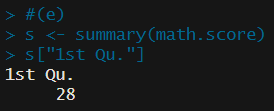 > #(e)
> s <- summary(math.score)
> s["1st Qu."]
1st Qu.
     28